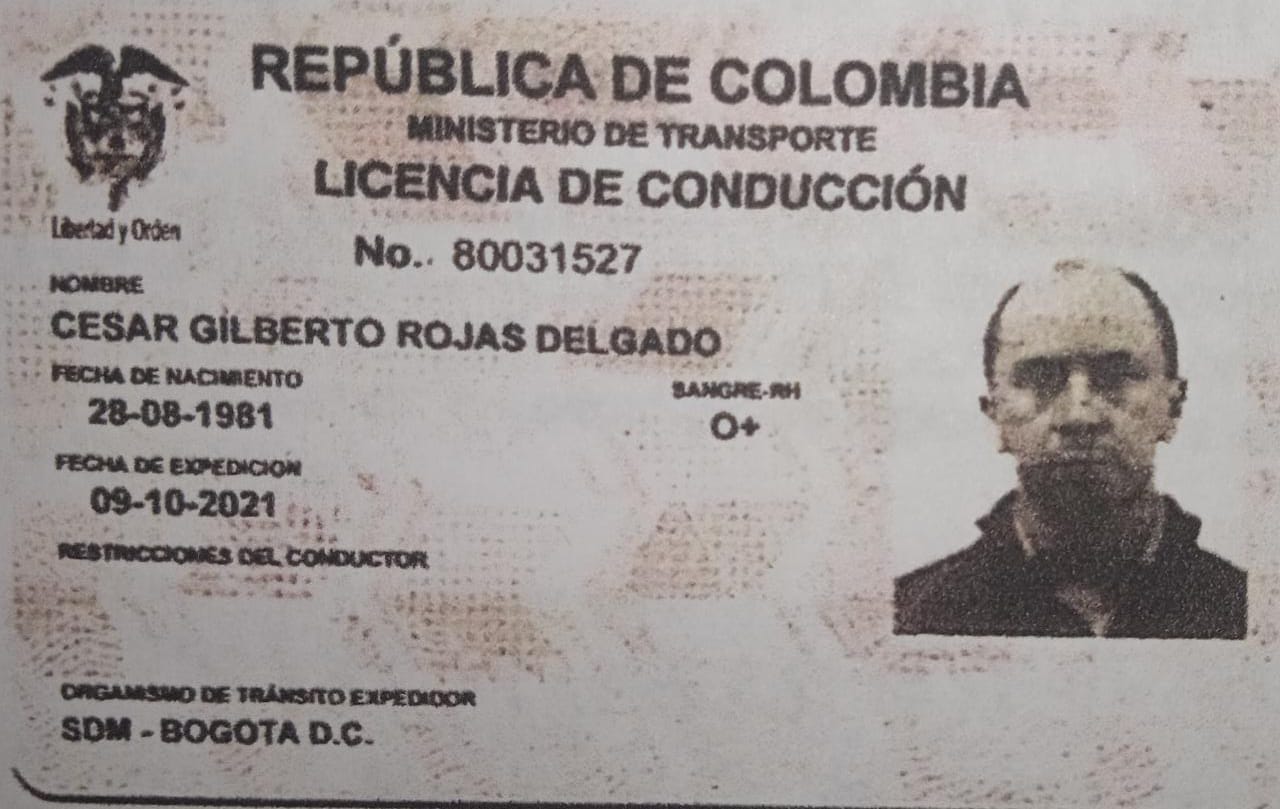 REPÚBLICA DE COLOMBIA
MINISTERIO DE TRANSPORTE
LICENCIA DE CONDUCCIÓN
Libertad y Orden
No.. 80031527
NOMBRE
CESAR GILBERTO ROJAS DELGADO
FECHA DE NACIMIENTO
28-08-1981
SANGRE-RH
O+
FECHA DE EXPEDICION
09-10-2021
RESTRICCIONES DEL CONDUCTOR
ORGANISMO DE TRÁNSITO EXPEDIDOR
SDM - BOGOTA D.C.